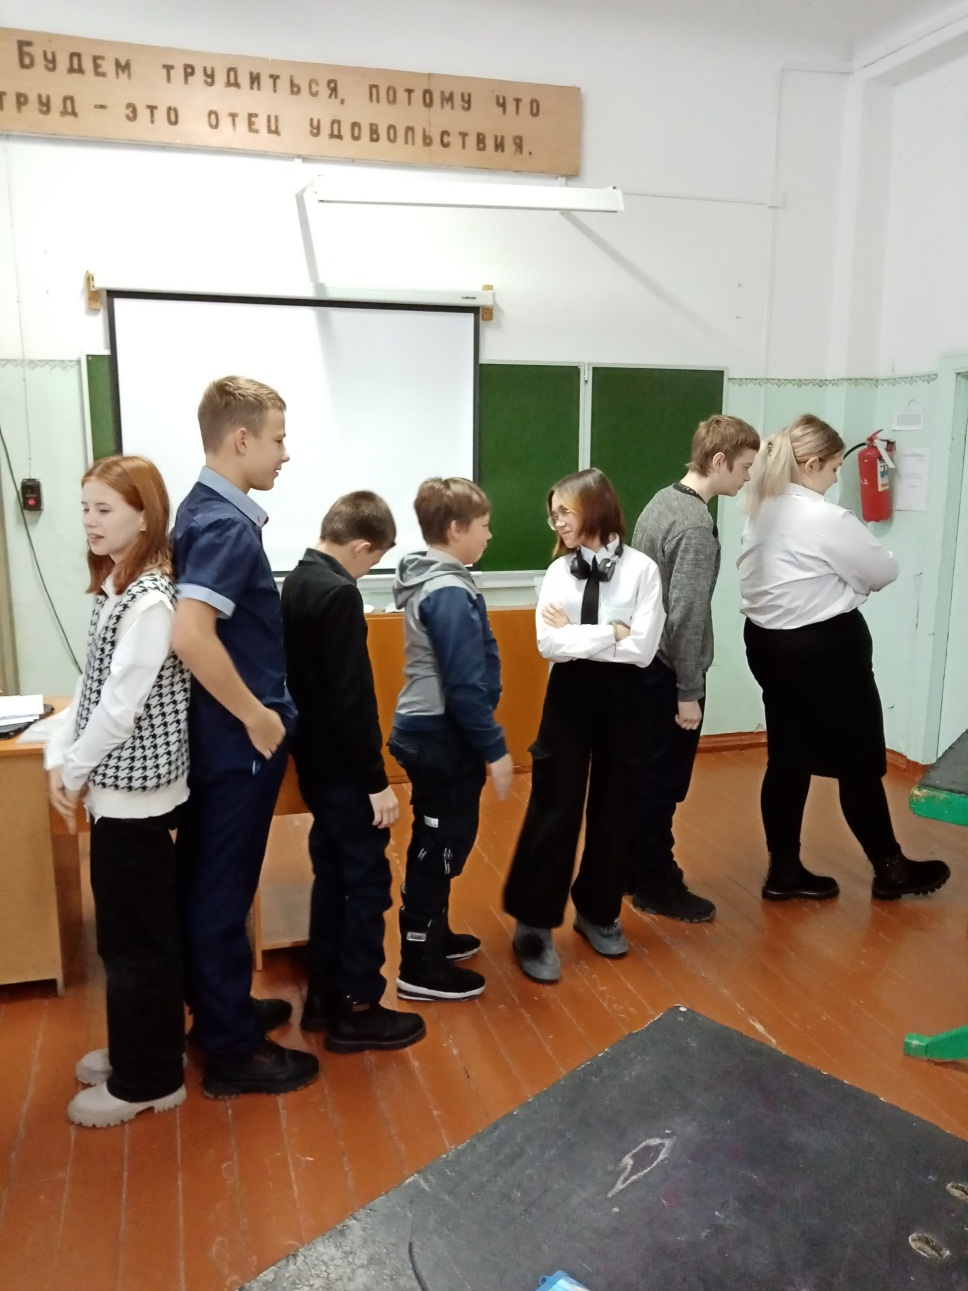 Будем трудиться, потому что
труд – это отец удовольствия.